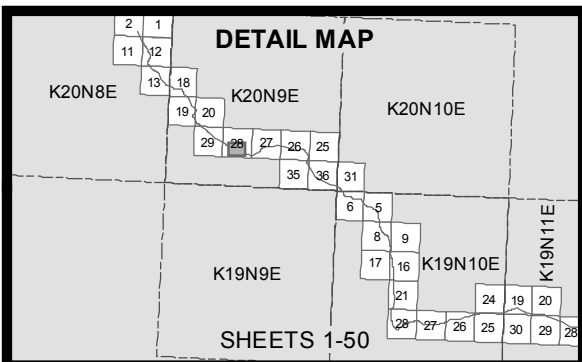 2 1
DETAIL MAP
11 12
K20N8E
13 18
K20N9E
K20N10E
19 20
29 28 27 26 25
35 36 31
6 5
8 9
K19N11E
17 16
K19N9E
K19N10E
21
24 19 20
28 27 26 25 30 29 28
SHEETS 1-50